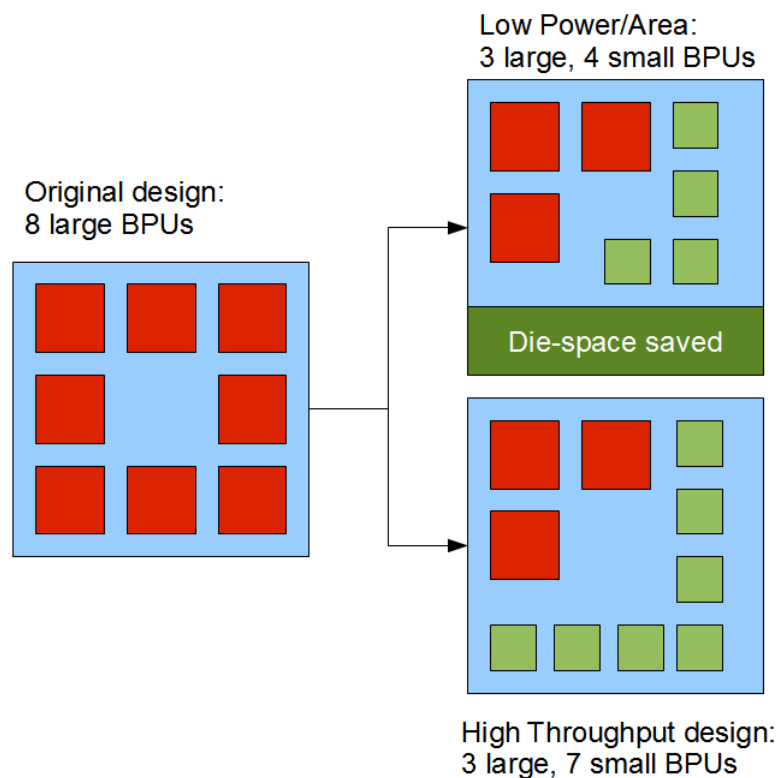 Low Power/Area:
3 large, 4 small BPUs
Original design:
8 large BPUs
Die-space saved
High Throughput design:
3 large, 7 small BPUs